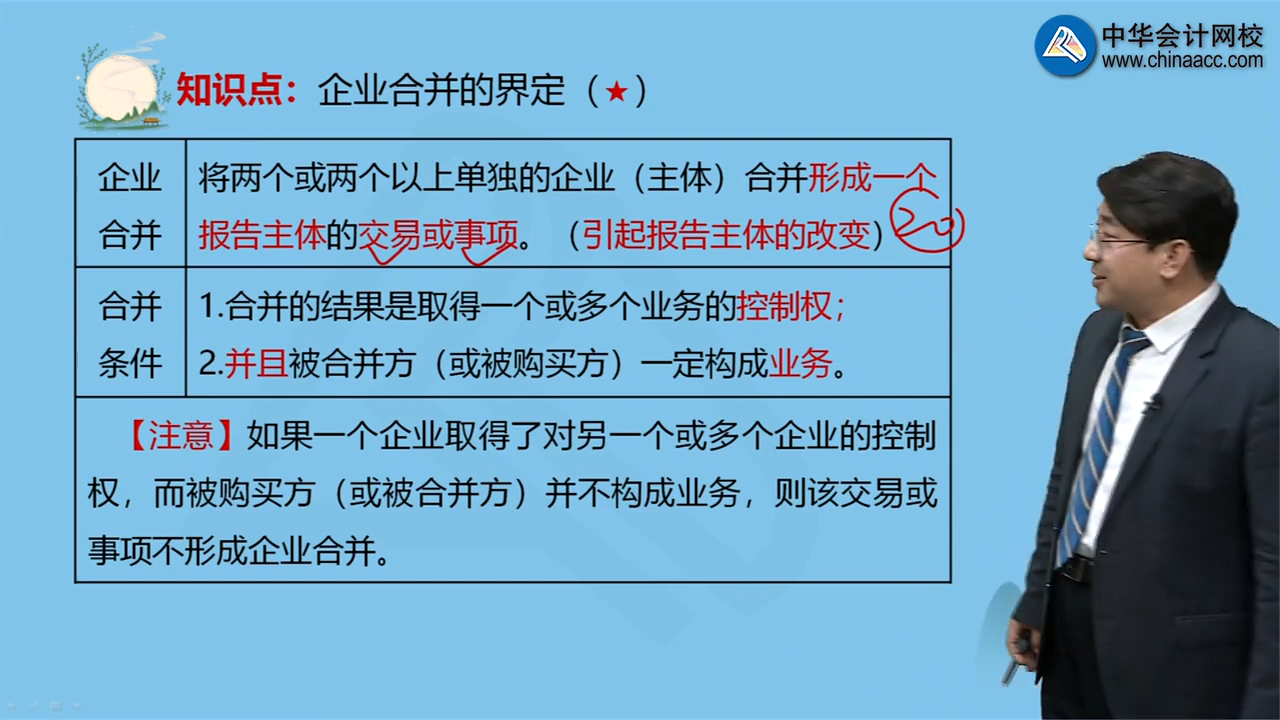 中华会计网校
www.chinaacc.com
知识点：企业合并的界定（★）
企业
合并
将两个或两个以上单独的企业（主体）合并形成一个
报告主体的交易或事项。（引起报告主体的改变）
合并
条件
1.合并的结果是取得一个或多个业务的控制权；
2.并且被合并方（或被购买方）一定构成业务。
【注意】如果一个企业取得了对另一个或多个企业的控制
权，而被购买方（或被合并方）并不构成业务，则该交易或
事项不形成企业合并。